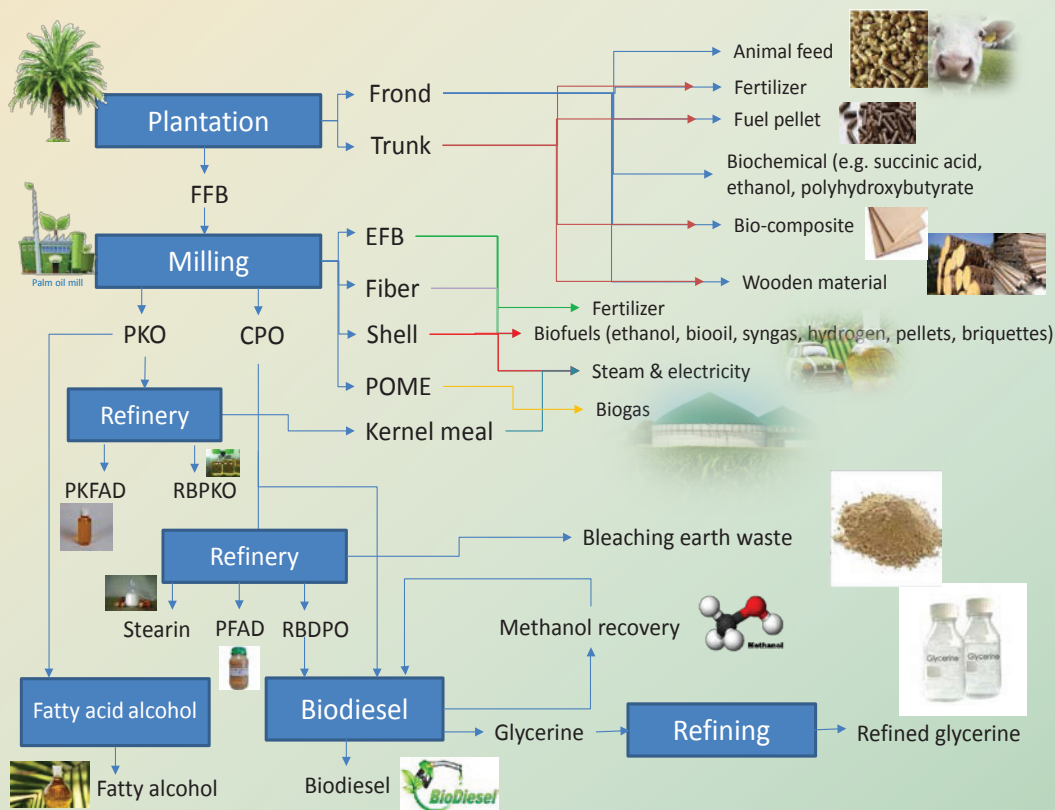 Plantation
Frond
Trunk
Animal feed
Fertilizer
Fuel pellet
Biochemical (e.g. succinic acid,
ethanol, polyhydroxybutyrate
Bio-composite
Wooden material
FFB
Palm oil mill
Milling
EFB
Fiber
Shell
POME
Kernel meal
Fertilizer
Biofuels (ethanol, biooil, syngas, hydrogen, pellets, briquettes)
Steam & electricity
Biogas
PKO
CPO
Refinery
PKFAD
RBPKO
Refinery
Bleaching earth waste
Stearin
PFAD
RBDPO
Methanol recovery
Methanol
Glycerine
Glycerine
Fatty acid alcohol
Biodiesel
Glycerine
Refining
Refined glycerine
Fatty alcohol
Biodiesel
BioDiesel